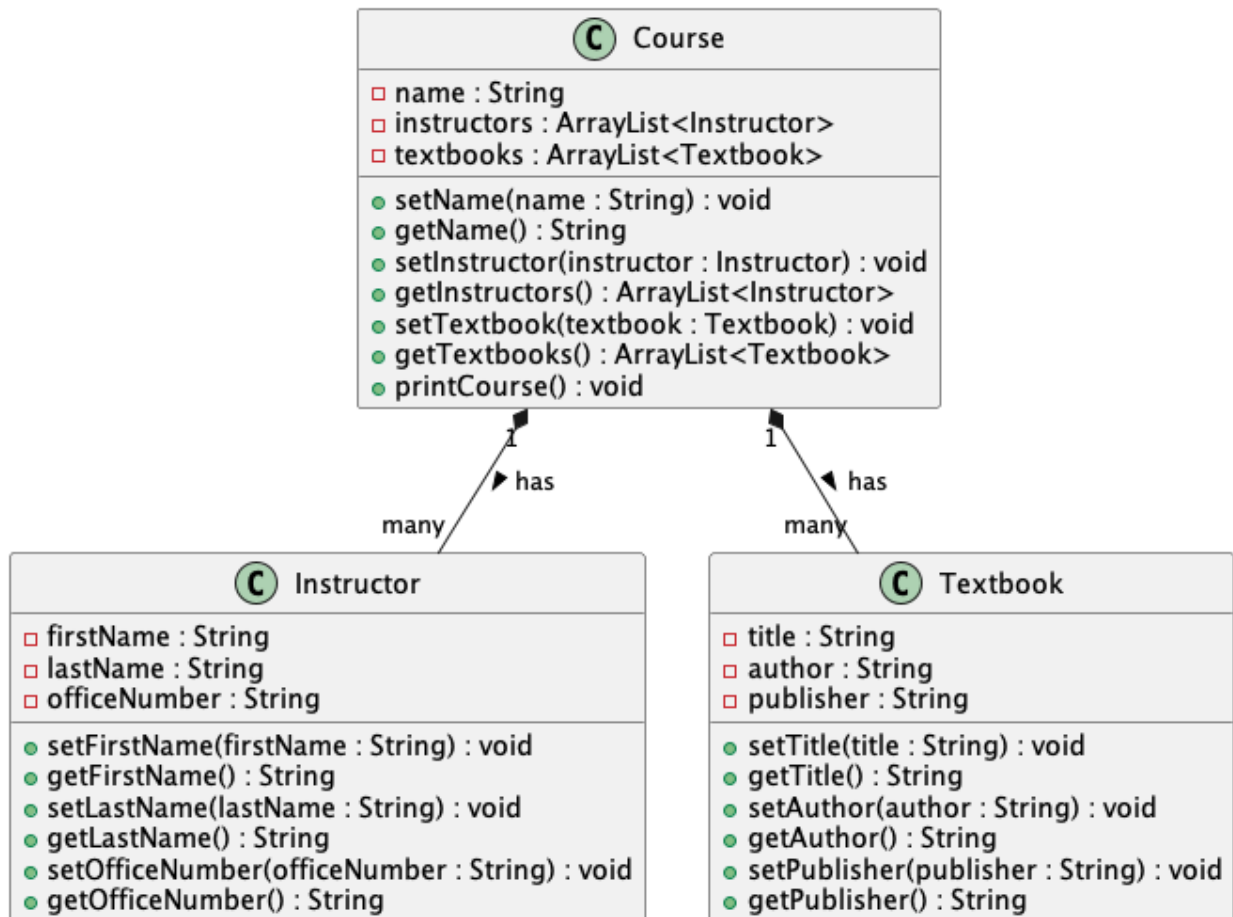 C Course
name : String
instructors : ArrayList<Instructor>
textbooks : ArrayList<Textbook>
setName(name : String) : void
getName() : String
setInstructor(instructor : Instructor) : void
getInstructors() : ArrayList<Instructor>
setTextbook(textbook : Textbook) : void
getTextbooks() : ArrayList<Textbook>
printCourse() : void
1
has
many
1
has
many
C Instructor
firstName : String
lastName : String
officeNumber : String
setFirstName(firstName : String) : void
getFirstName() : String
setLastName(lastName : String) : void
getLastName() : String
setOfficeNumber(officeNumber : String) : void
getOfficeNumber() : String
C Textbook
title : String
author : String
publisher : String
setTitle(title : String) : void
getTitle() : String
setAuthor(author : String) : void
getAuthor() : String
setPublisher(publisher : String) : void
getPublisher() : String